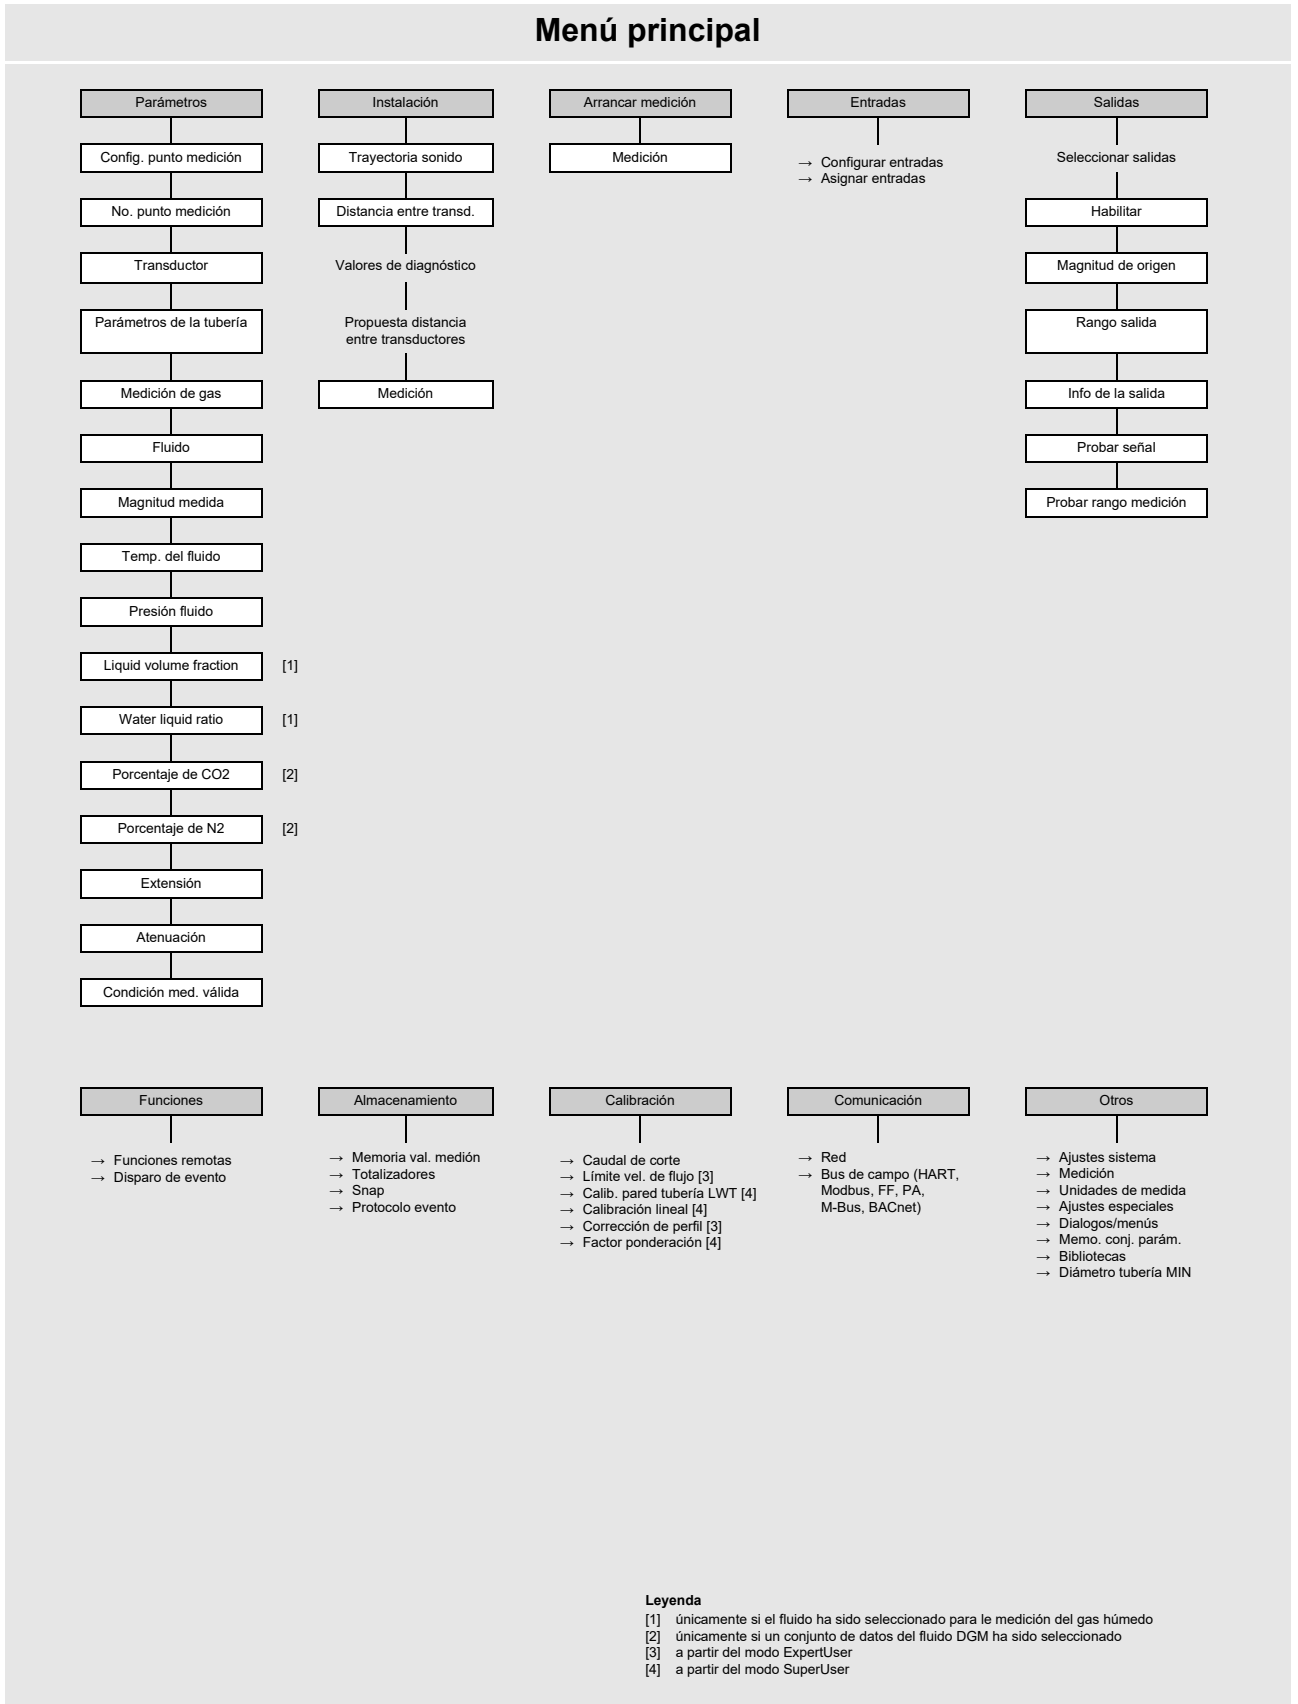 Menú principal
Parámetros
Config. punto medición
No. punto medición
Transductor
Parámetros de la tubería
Medición de gas
Fluido
Magnitud medida
Temp. del fluido
Presión fluido
Liquid volume fraction [1]
Water liquid ratio [1]
Porcentaje de CO2 [2]
Porcentaje de N2 [2]
Extensión
Atenuación
Condición med. válida
Instalación
Trayectoria sonido
Distancia entre transd.
Valores de diagnóstico
Propuesta distancia
entre transductores
Medición
Arrancar medición
Medición
Entradas
→ Configurar entradas
→ Asignar entradas
Salidas
Seleccionar salidas
Habilitar
Magnitud de origen
Rango salida
Info de la salida
Probar señal
Probar rango medición
Funciones
→ Funciones remotas
→ Disparo de evento
Almacenamiento
→ Memoria val. medión
→ Totalizadores
→ Snap
→ Protocolo evento
Calibración
→ Caudal de corte
→ Límite vel. de flujo [3]
→ Calib. pared tubería LWT [4]
→ Calibración lineal [4]
→ Corrección de perfil [3]
→ Factor ponderación [4]
Comunicación
→ Red
→ Bus de campo (HART,
Modbus, FF, PA,
M-Bus, BACnet)
Otros
→ Ajustes sistema
→ Medición
→ Unidades de medida
→ Ajustes especiales
→ Dialogos/menús
→ Memo. conj. parám.
→ Bibliotecas
→ Diámetro tubería MIN
Leyenda
[1] únicamente si el fluido ha sido seleccionado para le medición del gas húmedo
[2] únicamente si un conjunto de datos del fluido DGM ha sido seleccionado
[3] a partir del modo ExpertUser
[4] a partir del modo SuperUser